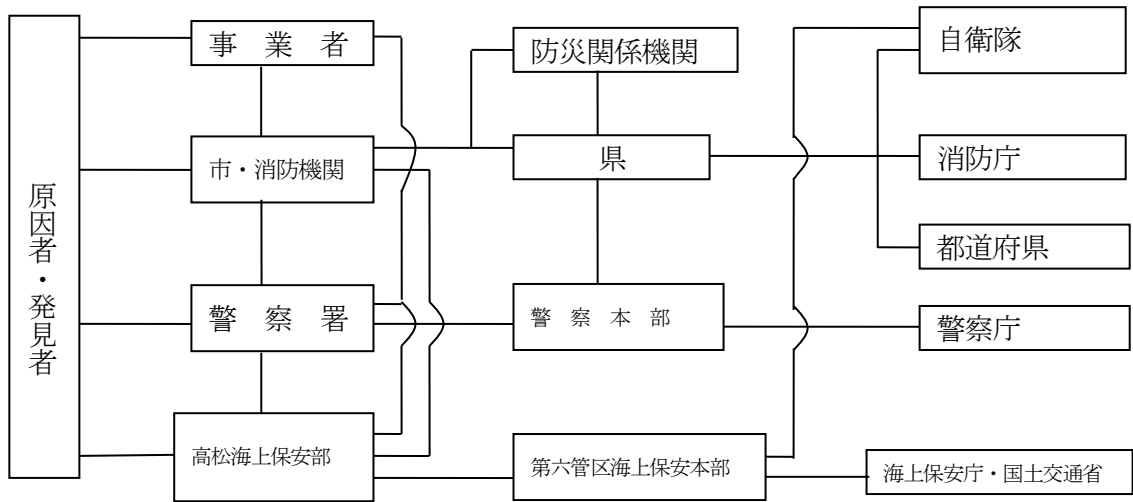 原因者・発見者
事　業　者
市・消防機関
警　察　署
高松海上保安部
防災関係機関
県
警　察　本　部
第六管区海上保安本部
自衛隊
消防庁
都道府県
警察庁
海上保安庁・国土交通省